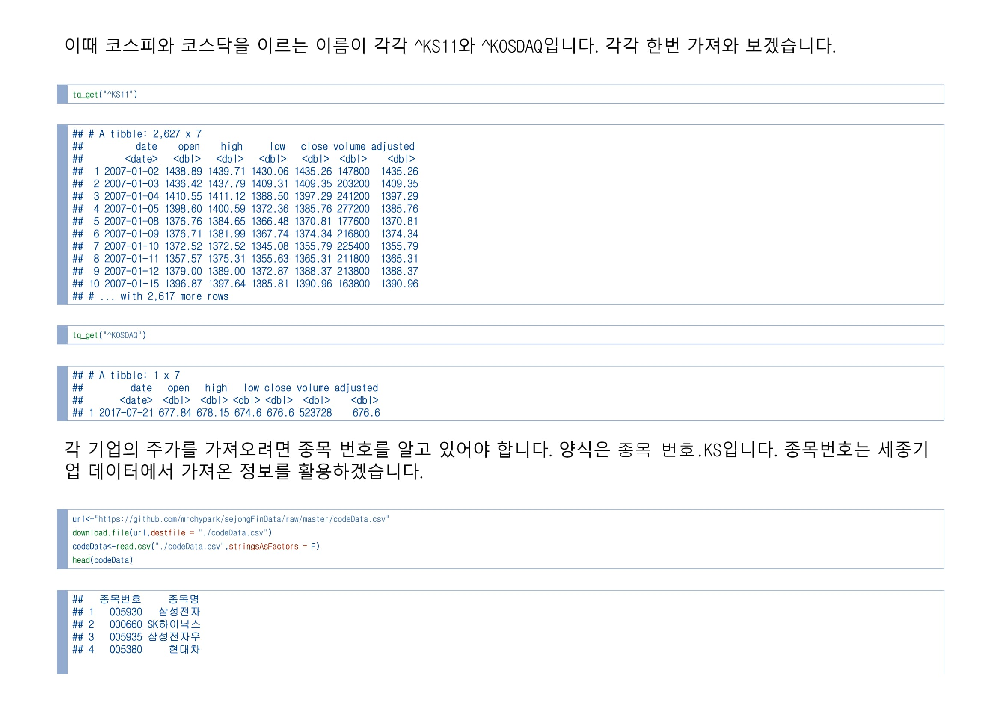 이때 코스피와 코스닥을 이르는 이름이 각각 ^KS11와 ^KOSDAQ입니다. 각각 한번 가져와 보겠습니다.
tq_get("^KS11")
## # A tibble: 2,627 x 7
##          date    open    high     low   close volume adjusted
##        <date>   <dbl>   <dbl>   <dbl>   <dbl>  <dbl>    <dbl>
##  1 2007-01-02 1438.89 1439.71 1430.06 1435.26 147800  1435.26
##  2 2007-01-03 1436.42 1437.79 1409.31 1409.35 203200  1409.35
##  3 2007-01-04 1410.55 1411.12 1388.50 1397.29 241200  1397.29
##  4 2007-01-05 1398.60 1400.59 1372.36 1385.76 277200  1385.76
##  5 2007-01-08 1376.76 1384.65 1366.48 1370.81 177600  1370.81
##  6 2007-01-09 1376.71 1381.99 1367.74 1374.34 216800  1374.34
##  7 2007-01-10 1372.52 1372.52 1345.08 1355.79 225400  1355.79
##  8 2007-01-11 1357.57 1375.31 1355.63 1365.31 211800  1365.31
##  9 2007-01-12 1379.00 1389.00 1372.87 1388.37 213800  1388.37
## 10 2007-01-15 1396.87 1397.64 1385.81 1390.96 163800  1390.96
## # ... with 2,617 more rows
tq_get("^KOSDAQ")
## # A tibble: 1 x 7
##         date   open   high   low close volume adjusted
##       <date>  <dbl>  <dbl> <dbl> <dbl>  <dbl>    <dbl>
## 1 2017-07-21 677.84 678.15 674.6 676.6 523728    676.6
각 기업의 주가를 가져오려면 종목 번호를 알고 있어야 합니다. 양식은 종목 번호.KS입니다. 종목번호는 세종기
업 데이터에서 가져온 정보를 활용하겠습니다.
url<-"https://github.com/mrchypark/sejongFinData/raw/master/codeData.csv"
download.file(url,destfile = "./codeData.csv")
codeData<-read.csv("./codeData.csv",stringsAsFactors = F)
head(codeData)
##   종목번호     종목명
## 1   005930   삼성전자
## 2   000660 SK하이닉스
## 3   005935 삼성전자우
## 4   005380     현대차